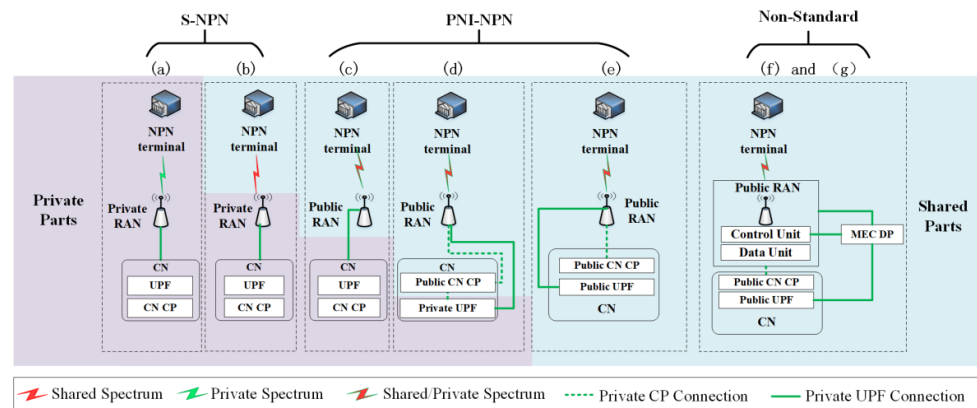 S-NPN
PNI-NPN
Non-Standard
(a)
(b)
(c)
(d)
(e)
(f) and (g)
NPN
terminal
NPN
terminal
NPN
terminal
NPN
terminal
NPN
terminal
NPN
terminal
Private
Parts
Shared
Parts
Private
RAN
Private
RAN
Public
RAN
Public
RAN
Public
RAN
Public RAN
Control Unit
Data Unit
MEC DP
CN
UPF
CN CP
CN
UPF
CN CP
CN
UPF
CN CP
CN
Public CN CP
Private UPF
Public CN CP
Public UPF
CN
Public CN CP
Public UPF
CN
Shared Spectrum
Private Spectrum
Shared/Private Spectrum
Private CP Connection
Private UPF Connection